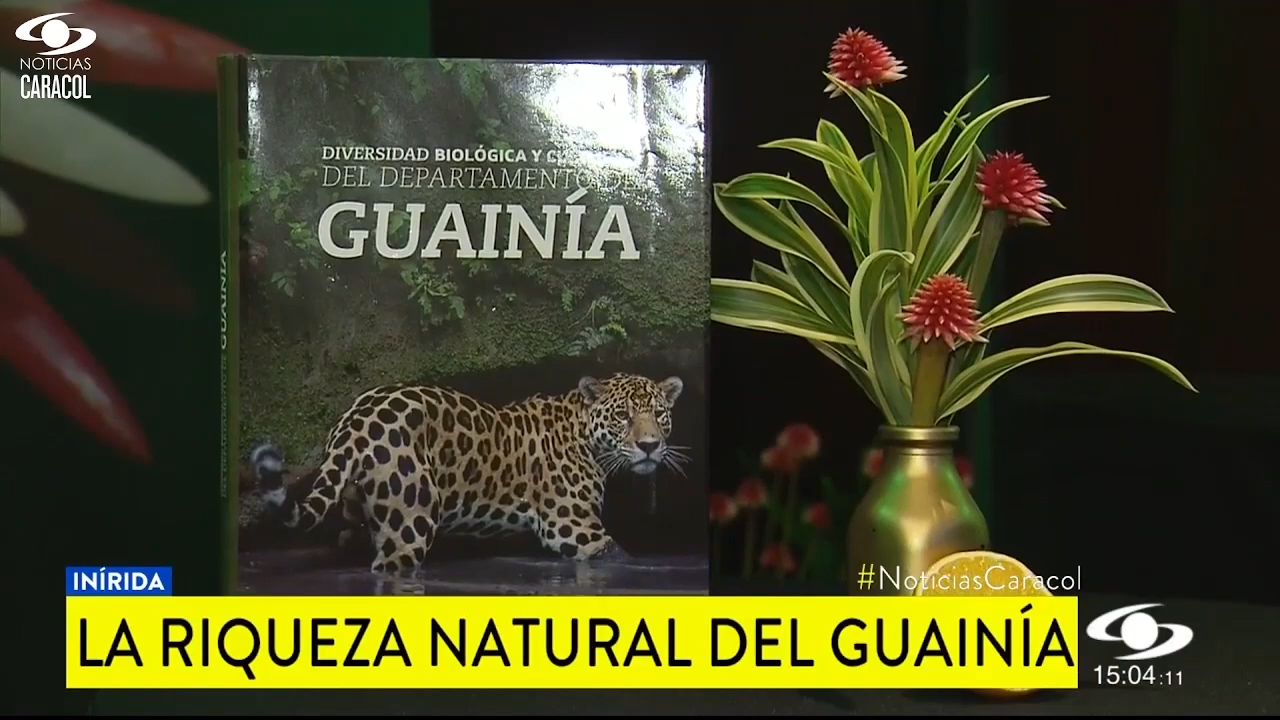 NOTICIAS
CARACOL
DIVERSIDAD BIOLÓGICA Y
DEL DEPARTAMENTO DE
GUAINÍA
GUAINÍA
INÍRIDA
#NoticiasCaracol
LA RIQUEZA NATURAL DEL GUAINÍA
15:04:11